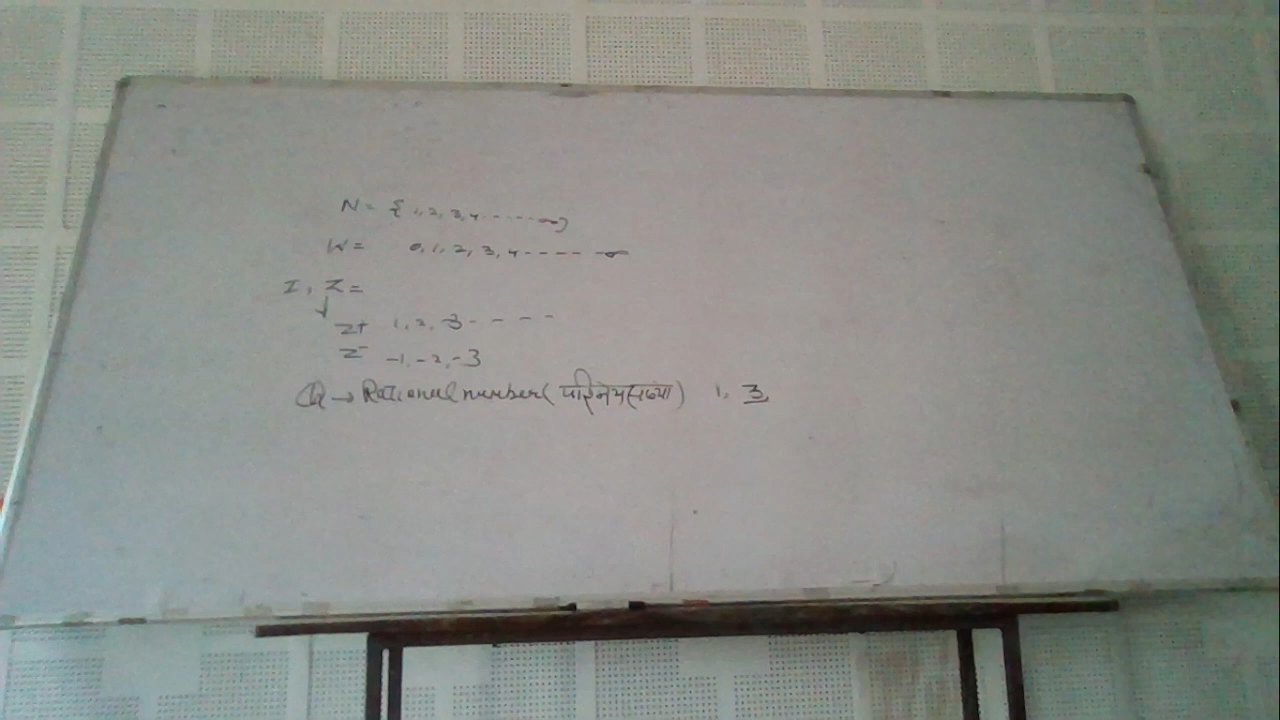 N = { 1, 2, 3, 4 ------ ∞}
W = 0, 1, 2, 3, 4 ------ ∞
I, Z =
↓
Z+ 1, 2, 3 - - - - -
Z- -1, -2, -3
Q → Rational number ( परिमेय संख्या ) 1, 3,